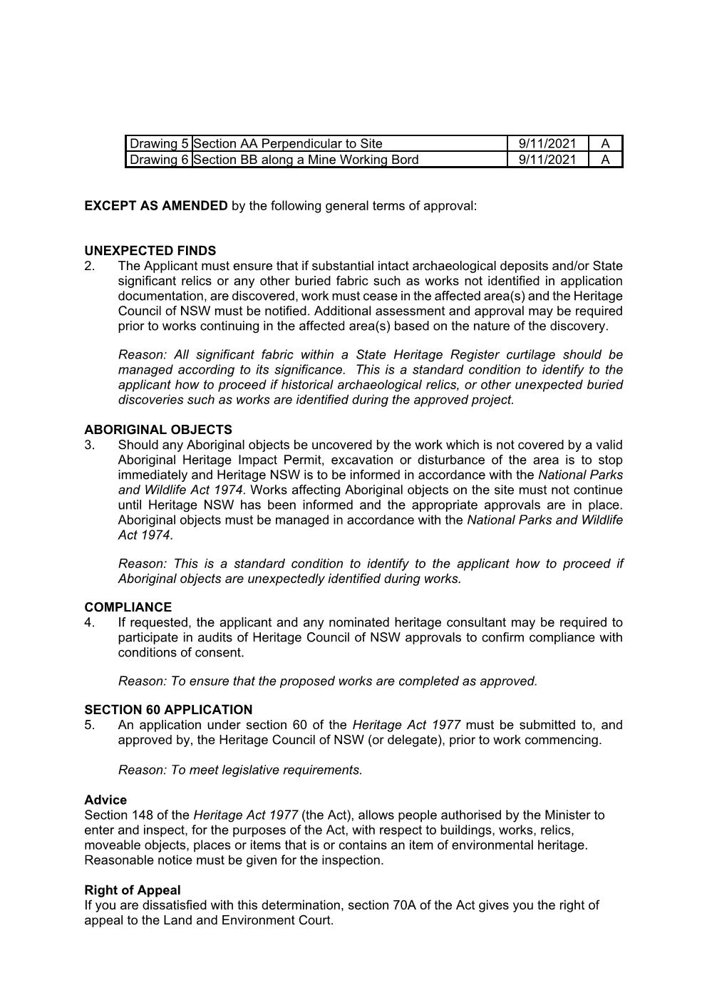 Drawing 5 Section AA Perpendicular to Site 9/11/2021 A
Drawing 6 Section BB along a Mine Working Bord 9/11/2021 A
EXCEPT AS AMENDED by the following general terms of approval:
UNEXPECTED FINDS
2. The Applicant must ensure that if substantial intact archaeological deposits and/or State
significant relics or any other buried fabric such as works not identified in application
documentation, are discovered, work must cease in the affected area(s) and the Heritage
Council of NSW must be notified. Additional assessment and approval may be required
prior to works continuing in the affected area(s) based on the nature of the discovery.
Reason: All significant fabric within a State Heritage Register curtilage should be
managed according to its significance. This is a standard condition to identify to the
applicant how to proceed if historical archaeological relics, or other unexpected buried
discoveries such as works are identified during the approved project.
ABORIGINAL OBJECTS
3. Should any Aboriginal objects be uncovered by the work which is not covered by a valid
Aboriginal Heritage Impact Permit, excavation or disturbance of the area is to stop
immediately and Heritage NSW is to be informed in accordance with the National Parks
and Wildlife Act 1974. Works affecting Aboriginal objects on the site must not continue
until Heritage NSW has been informed and the appropriate approvals are in place.
Aboriginal objects must be managed in accordance with the National Parks and Wildlife
Act 1974.
Reason: This is a standard condition to identify to the applicant how to proceed if
Aboriginal objects are unexpectedly identified during works.
COMPLIANCE
4. If requested, the applicant and any nominated heritage consultant may be required to
participate in audits of Heritage Council of NSW approvals to confirm compliance with
conditions of consent.
Reason: To ensure that the proposed works are completed as approved.
SECTION 60 APPLICATION
5. An application under section 60 of the Heritage Act 1977 must be submitted to, and
approved by, the Heritage Council of NSW (or delegate), prior to work commencing.
Reason: To meet legislative requirements.
Advice
Section 148 of the Heritage Act 1977 (the Act), allows people authorised by the Minister to
enter and inspect, for the purposes of the Act, with respect to buildings, works, relics,
moveable objects, places or items that is or contains an item of environmental heritage.
Reasonable notice must be given for the inspection.
Right of Appeal
If you are dissatisfied with this determination, section 70A of the Act gives you the right of
appeal to the Land and Environment Court.